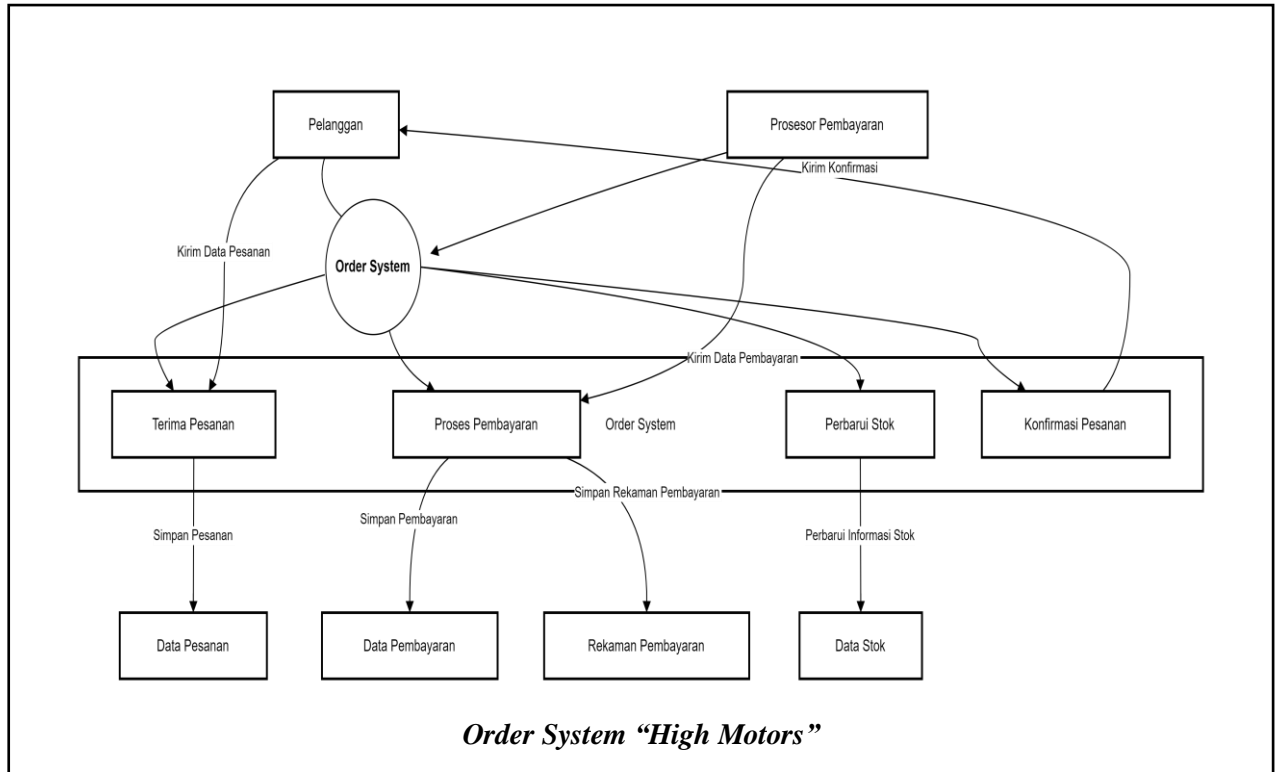 Pelanggan
Prosesor Pembayaran
Kirim Konfirmasi
Kirim Data Pesanan
Order System
Kirim Data Pembayaran
Terima Pesanan
Proses Pembayaran
Order System
Perbarui Stok
Konfirmasi Pesanan
Simpan Rekaman Pembayaran
Simpan Pembayaran
Simpan Pesanan
Perbarui Informasi Stok
Data Pesanan
Data Pembayaran
Rekaman Pembayaran
Data Stok
Order System “High Motors”